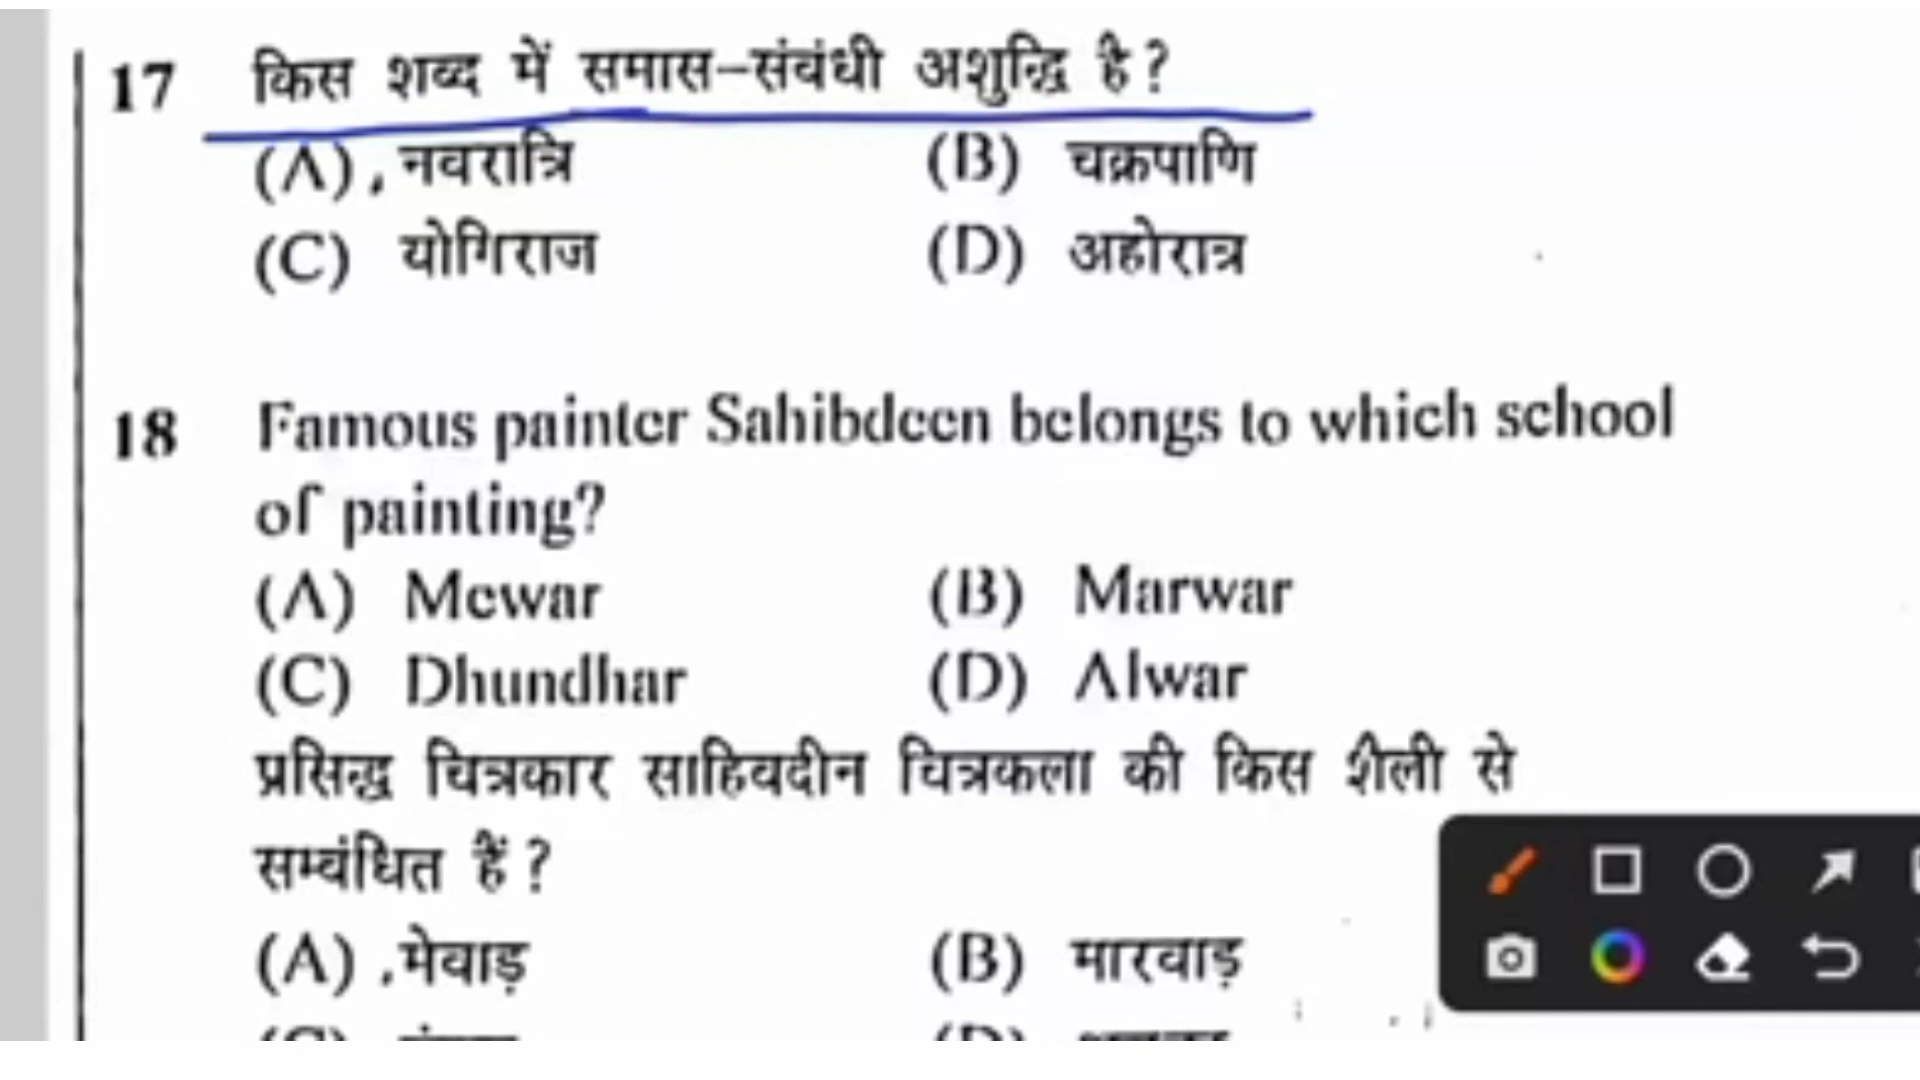 17 किस शब्द में समास-संबंधी अशुद्धि है?
(A) नवरात्रि (B) चक्रपाणि
(C) योगिराज (D) अहोरात्र
18 Famous painter Sahibdeen belongs to which school
of painting?
(A) Mewar (B) Marwar
(C) Dhundhar (D) Alwar
प्रसिद्ध चित्रकार साहिबदीन चित्रकला की किस शैली से
सम्बंधित हैं?
(A) मेवाड़ (B) मारवाड़